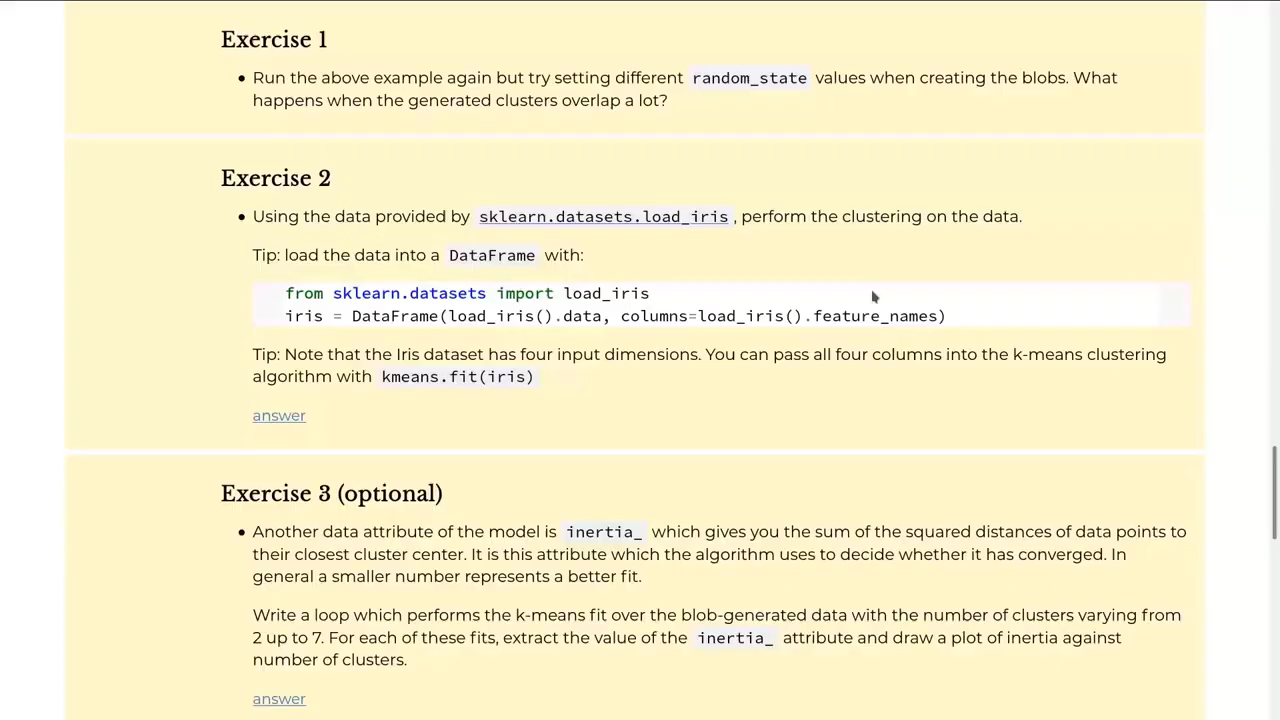 Exercise 1
• Run the above example again but try setting different random_state values when creating the blobs. What
happens when the generated clusters overlap a lot?
Exercise 2
• Using the data provided by sklearn.datasets.load_iris, perform the clustering on the data.
Tip: load the data into a DataFrame with:
from sklearn.datasets import load_iris
iris = DataFrame(load_iris().data, columns=load_iris().feature_names)
Tip: Note that the Iris dataset has four input dimensions. You can pass all four columns into the k-means clustering
algorithm with kmeans.fit(iris)
answer
Exercise 3 (optional)
• Another data attribute of the model is inertia_ which gives you the sum of the squared distances of data points to
their closest cluster center. It is this attribute which the algorithm uses to decide whether it has converged. In
general a smaller number represents a better fit.
Write a loop which performs the k-means fit over the blob-generated data with the number of clusters varying from
2 up to 7. For each of these fits, extract the value of the inertia_ attribute and draw a plot of inertia against
number of clusters.
answer